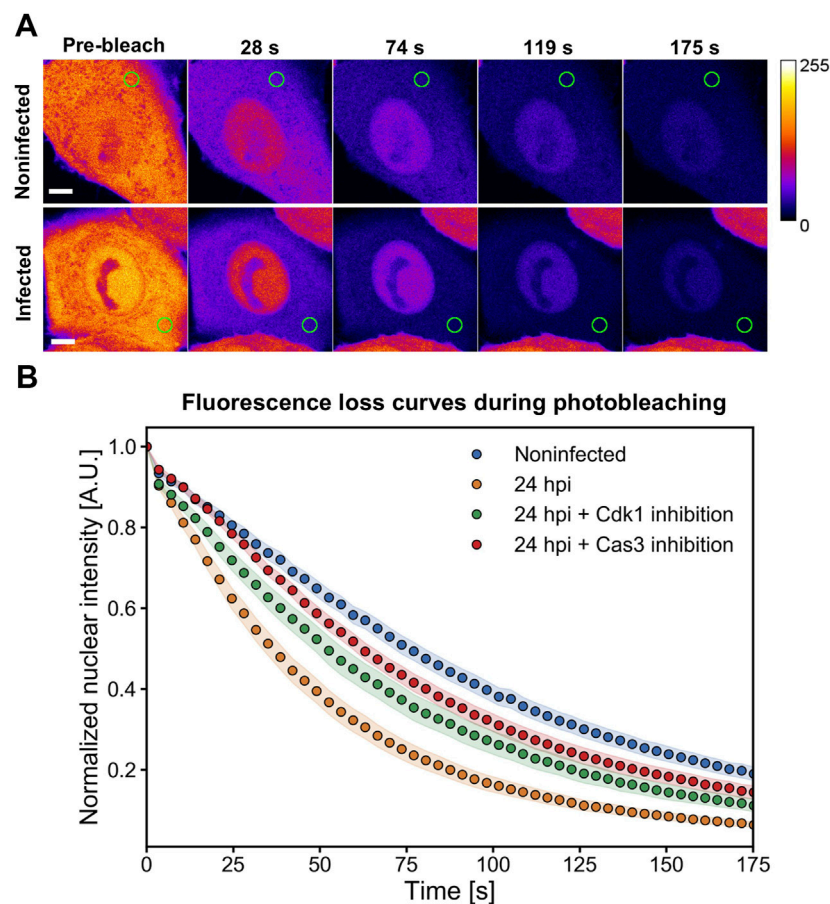 A
Pre-bleach 28 s 74 s 119 s 175 s
Noninfected
255
0
Infected
B
Fluorescence loss curves during photobleaching
Normalized nuclear intensity [A.U.]
1.0
0.8
0.6
0.4
0.2
Noninfected
24 hpi
24 hpi + Cdk1 inhibition
24 hpi + Cas3 inhibition
0 25 50 75 100 125 150 175
Time [s]